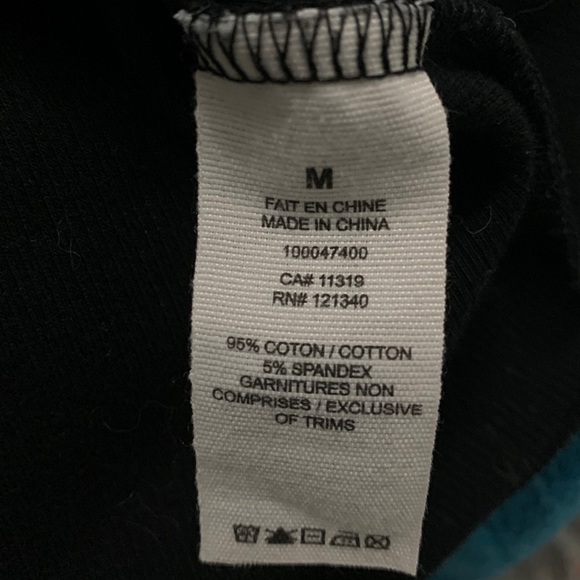 M
FAIT EN CHINE
MADE IN CHINA
100047400
CA# 11319
RN# 121340
95% COTON / COTTON
5% SPANDEX
GARNITURES NON
COMPRISES / EXCLUSIVE
OF TRIMS